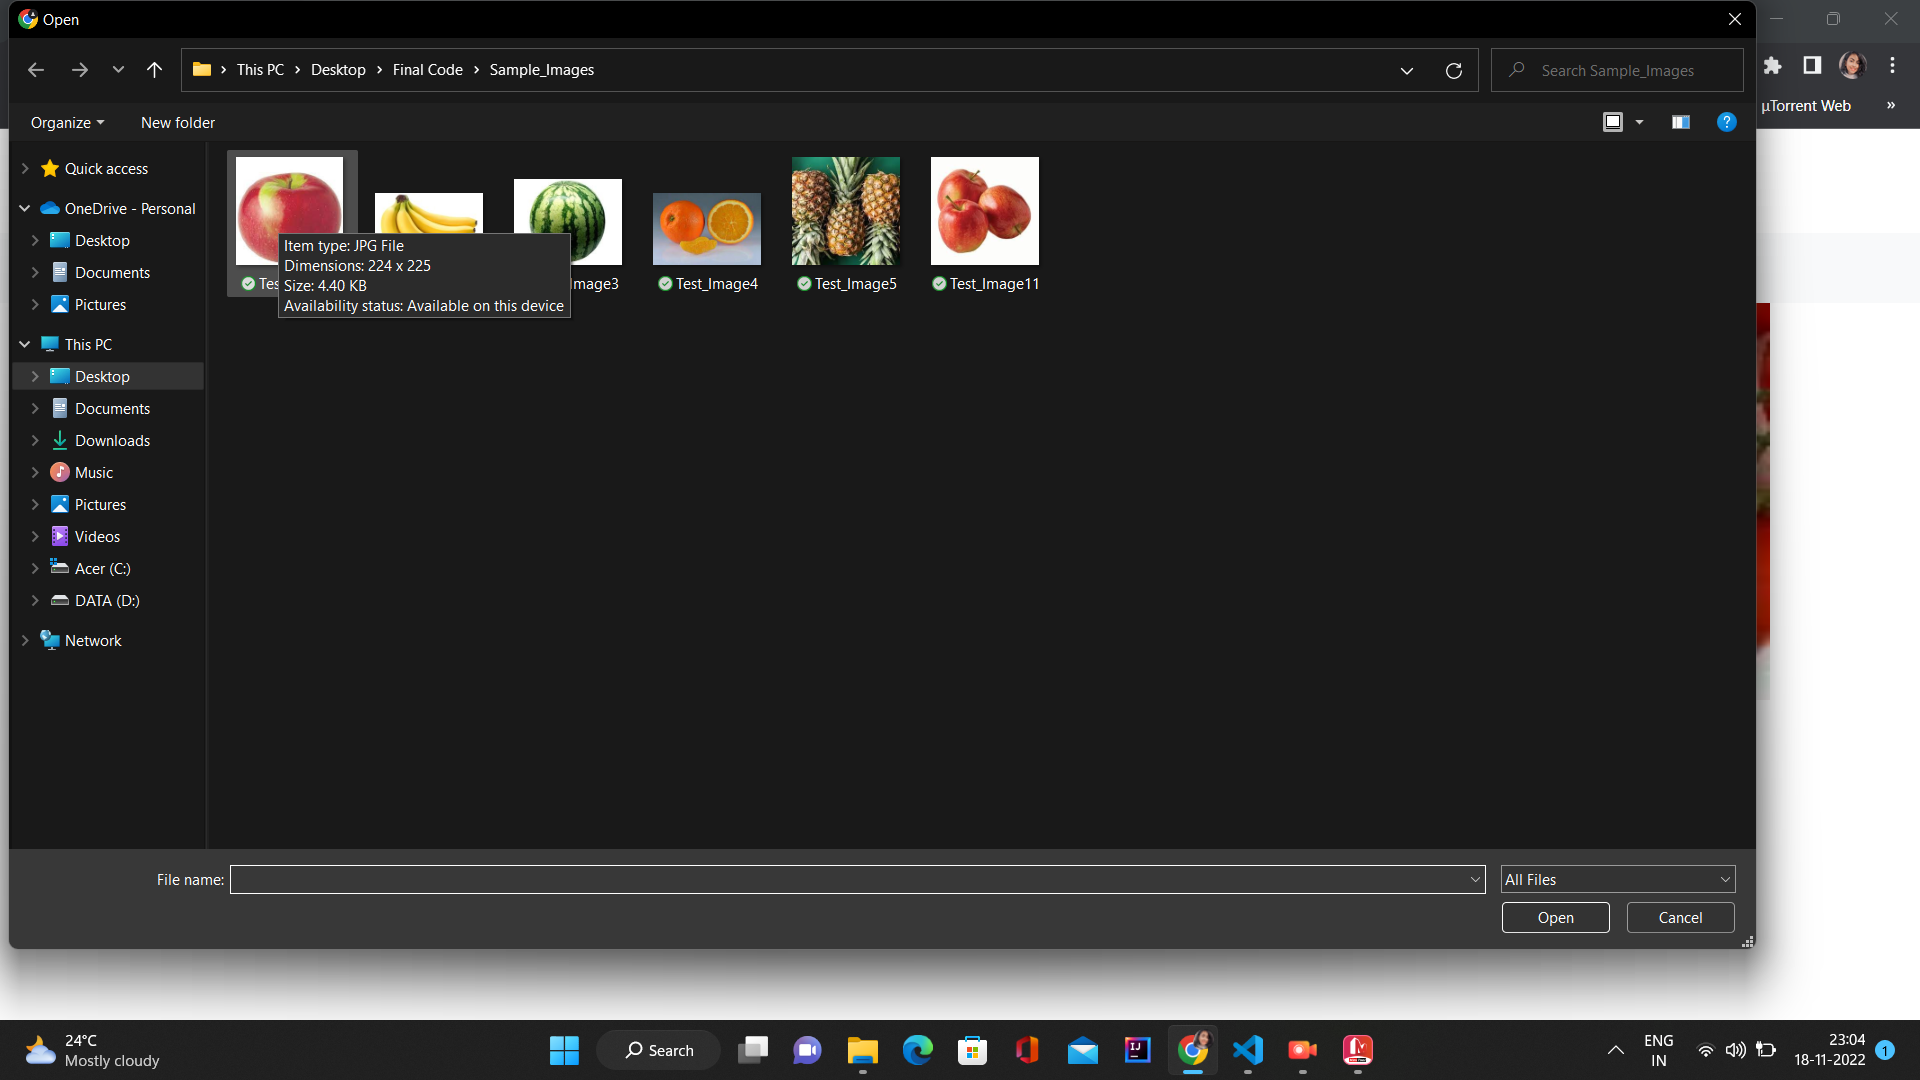 Open
This PC > Desktop > Final Code > Sample_Images
Search Sample_Images
µTorrent Web
»
Organize
New folder
?
Quick access
OneDrive - Personal
Desktop
Documents
Pictures
This PC
Desktop
Documents
Downloads
Music
Pictures
Videos
Acer (C:)
DATA (D:)
Network
Item type: JPG File
Dimensions: 224 x 225
Size: 4.40 KB
Availability status: Available on this device
Test_Image4
Test_Image5
Test_Image11
File name:
All Files
Open
Cancel
24°C
Mostly cloudy
Search
IJ
ENG
IN
23:04
18-11-2022
1